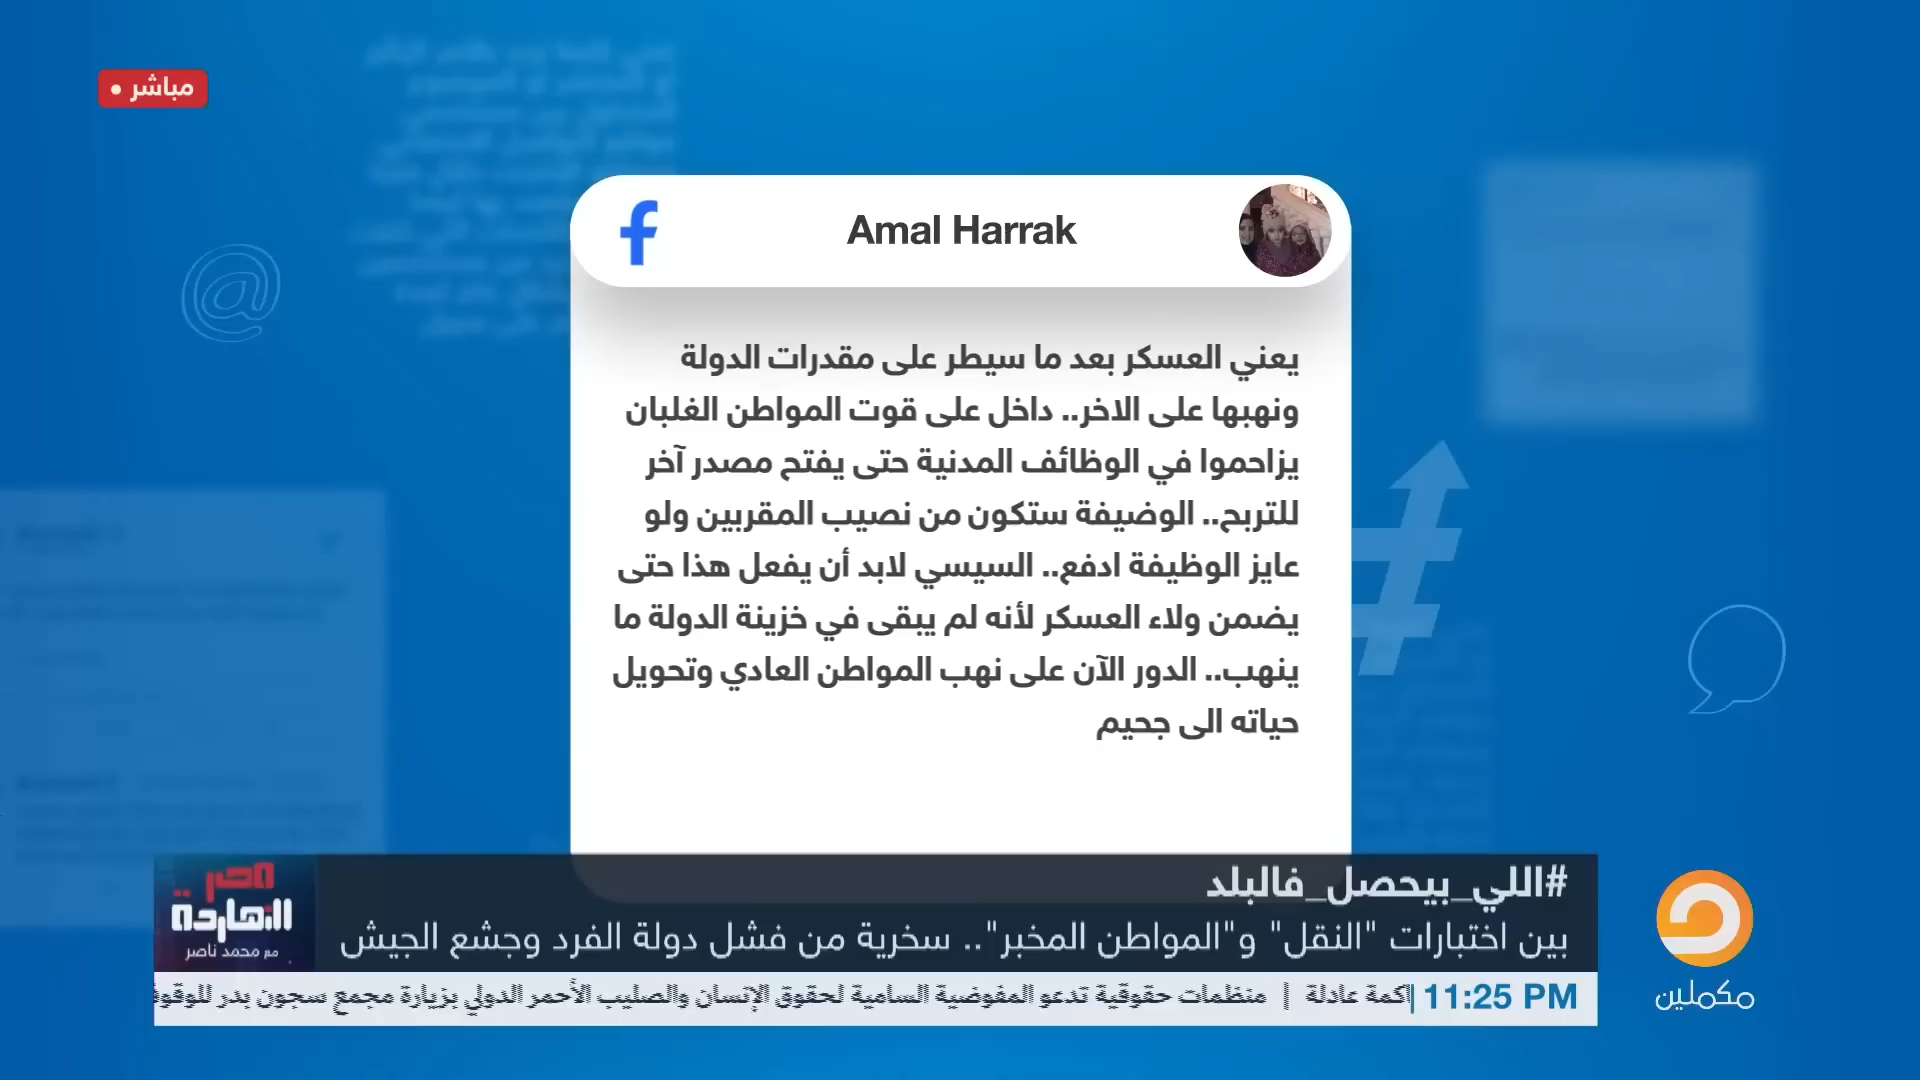 مباشر
Amal Harrak
يعني العسكر بعد ما سيطر على مقدرات الدولة
ونهبها على الاخر.. داخل على قوت المواطن الغلبان
يزاحموا في الوظائف المدنية حتى يفتح مصدر آخر
للتربح.. الوضيفة ستكون من نصيب المقربين ولو
عايز الوظيفة ادفع.. السيسي لابد أن يفعل هذا حتى
يضمن ولاء العسكر لأنه لم يبقى في خزينة الدولة ما
ينهب.. الدور الآن على نهب المواطن العادي وتحويل
حياته الى جحيم
#اللي_بيحصل_فالبلد
بين اختبارات "النقل" و"المواطن المخبر".. سخرية من فشل دولة الفرد وجشع الجيش
مصر
النهاردة
مع محمد ناصر
11:25 PM
عادلة | منظمات حقوقية تدعو المفوضية السامية لحقوق الإنسان والصليب الأحمر الدولي بزيارة مجمع سجون بدر
مكملين